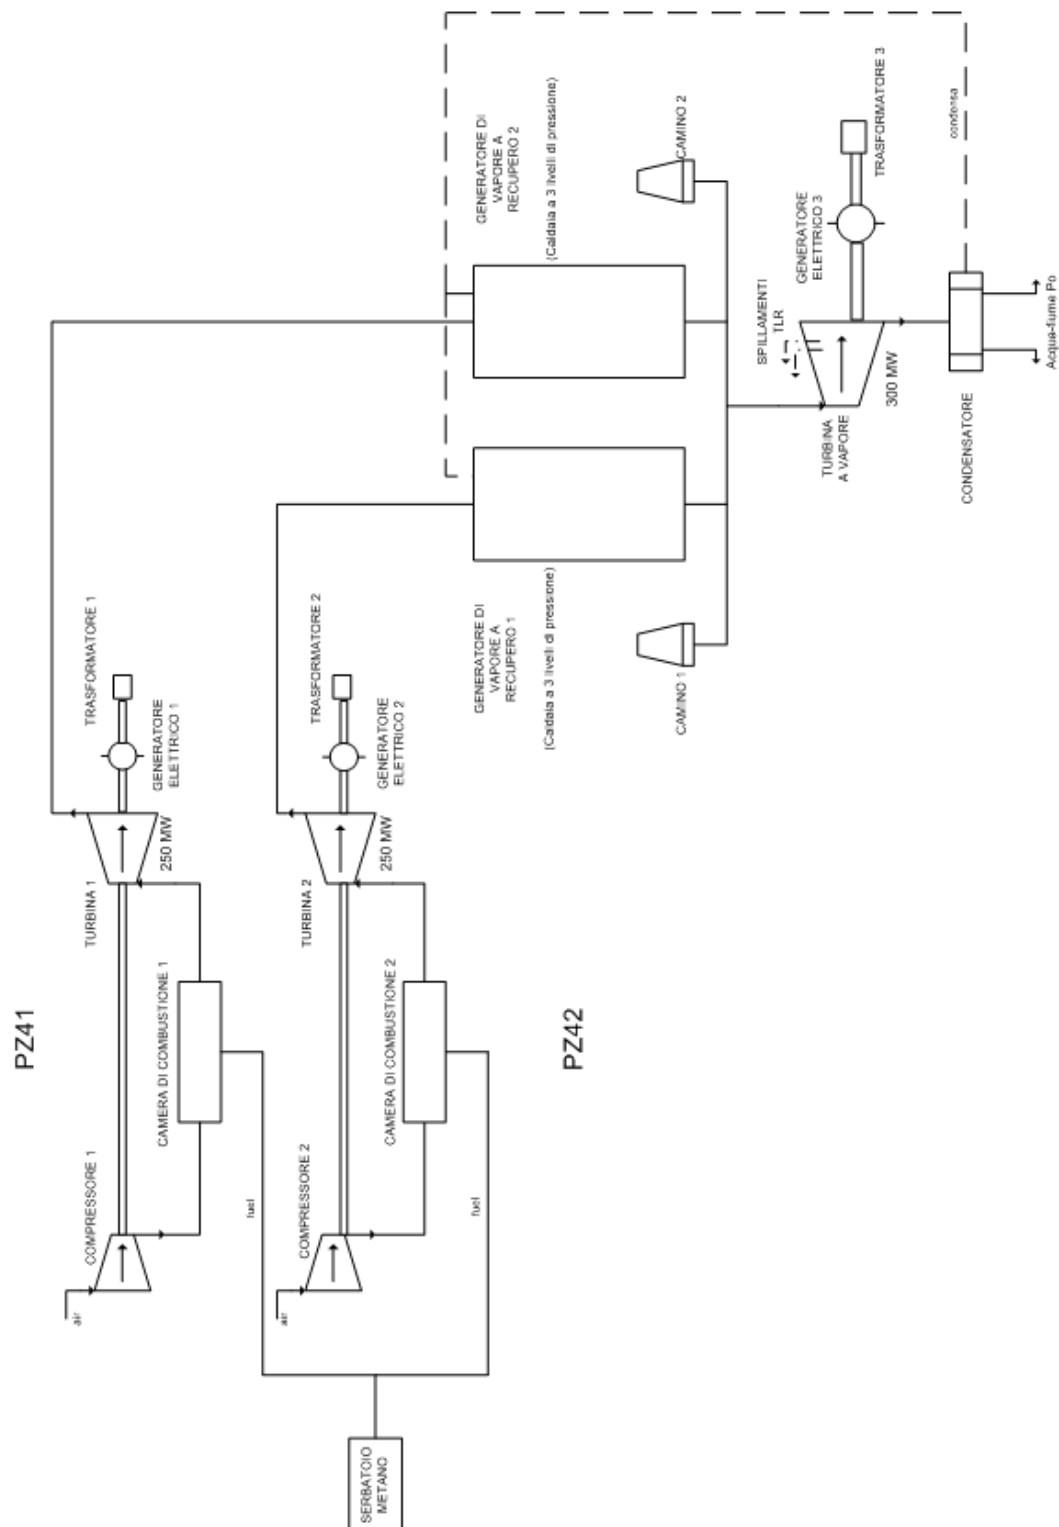 PZ41
COMPRESSORE 1
air
TURBINA 1
250 MW
TRASFORMATORE 1
GENERATORE
ELETTRICO 1
CAMERA DI COMBUSTIONE 1
fuel
COMPRESSORE 2
air
TURBINA 2
250 MW
TRASFORMATORE 2
GENERATORE
ELETTRICO 2
CAMERA DI COMBUSTIONE 2
fuel
SERBATOIO
METANO
PZ42
GENERATORE DI
VAPORE A
RECUPERO 2
(Caldaia a 3 livelli di pressione)
GENERATORE DI
VAPORE A
RECUPERO 1
(Caldaia a 3 livelli di pressione)
CAMINO 2
CAMINO 1
SPILLAMENTI
TLR
GENERATORE
ELETTRICO 3
TRASFORMATORE 3
TURBINA
A VAPORE
300 MW
condensa
CONDENSATORE
Acqua-fiume Po